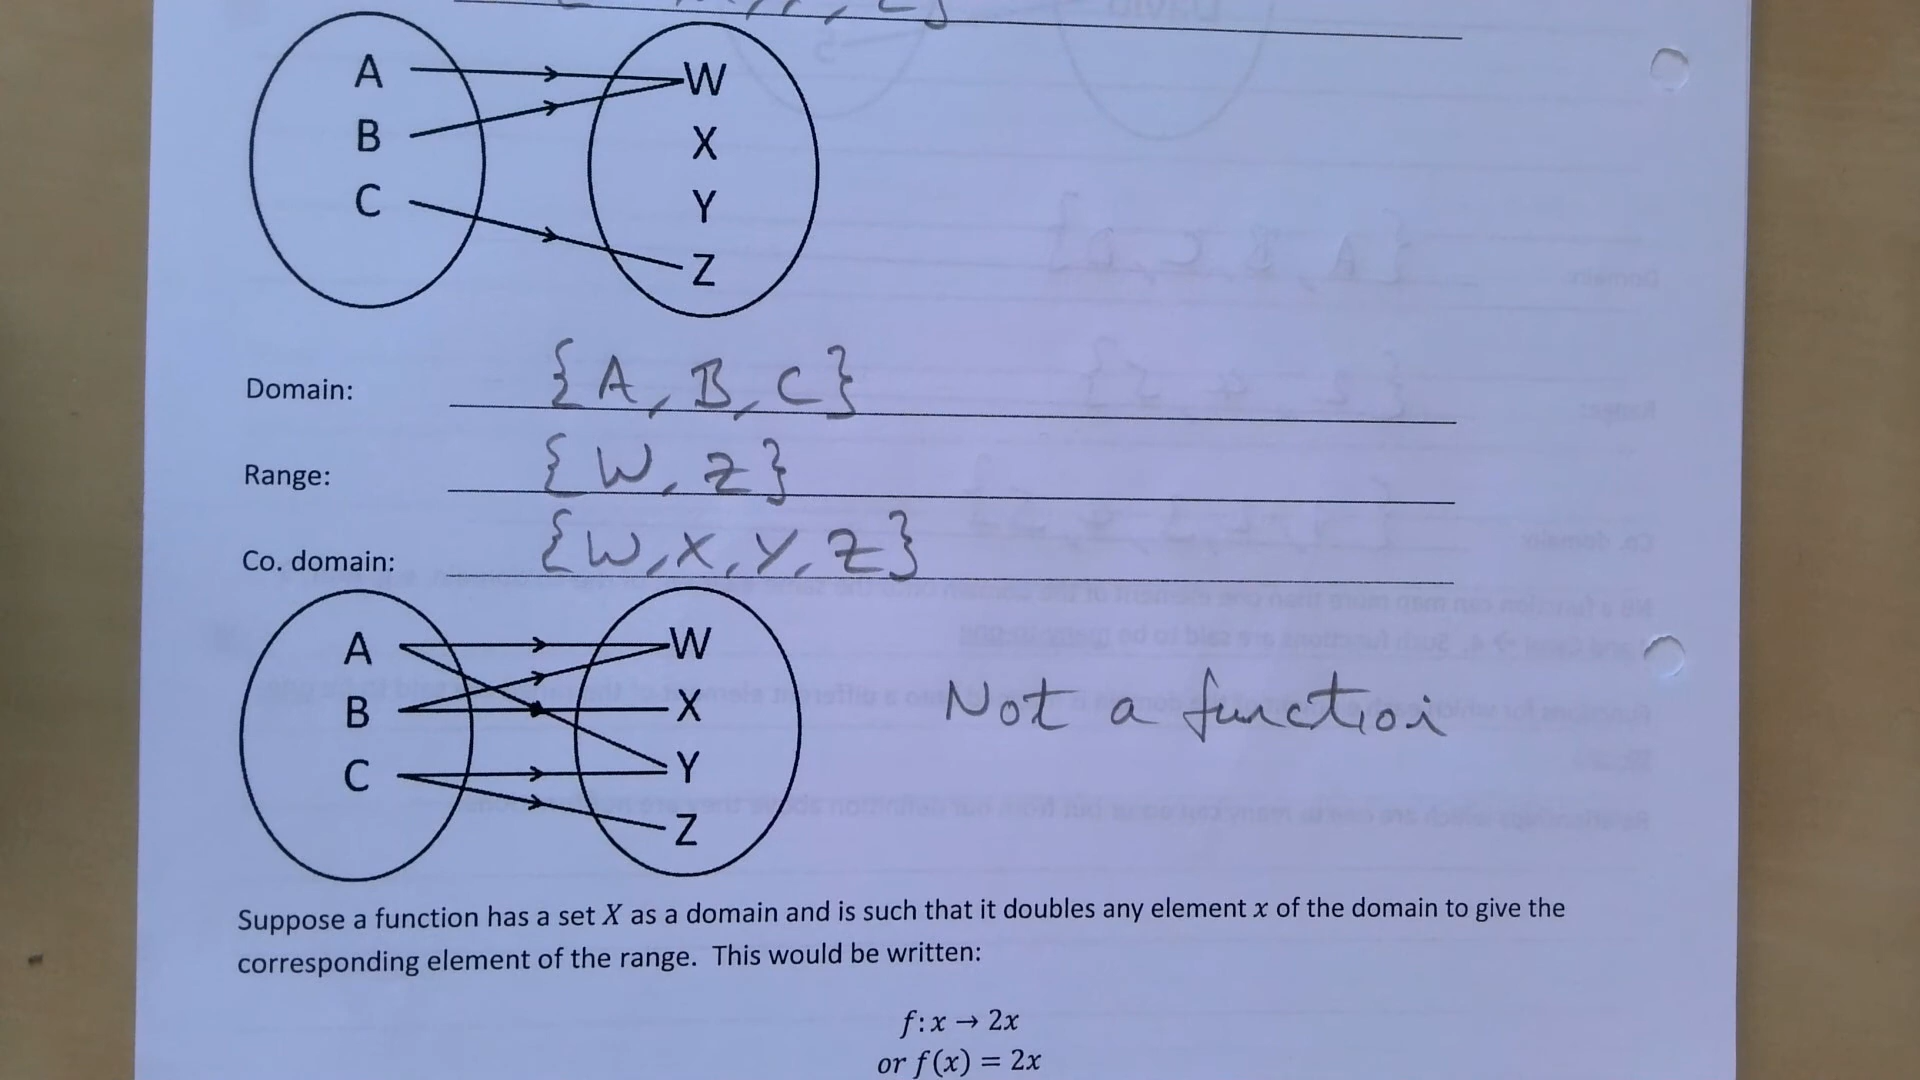 A
B
C
W
X
Y
Z
Domain: {A, B, C}
Range: {W, Z}
Co. domain: {W, X, Y, Z}
A
B
C
W
X
Y
Z
Not a function
Suppose a function has a set X as a domain and is such that it doubles any element x of the domain to give the
corresponding element of the range. This would be written:
f: x → 2x
or f(x) = 2x